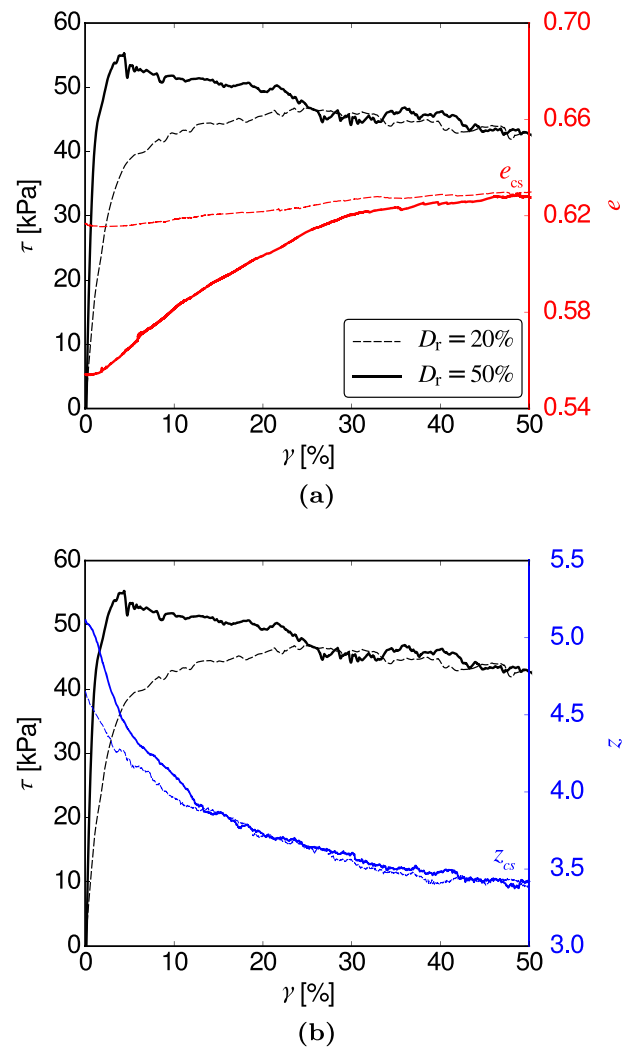 60
50
40
30
20
10
0
τ [kPa]
0.70
0.66
0.62
0.58
0.54
e
e_cs
D_r = 20%
D_r = 50%
0 10 20 30 40 50
γ [%]
(a)
60
50
40
30
20
10
0
τ [kPa]
5.5
5.0
4.5
4.0
3.5
3.0
z
z_cs
0 10 20 30 40 50
γ [%]
(b)